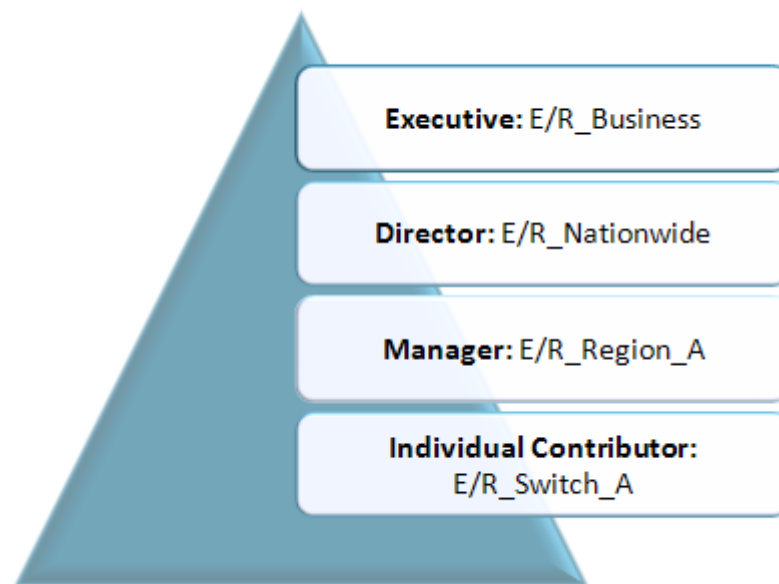 Executive: E/R_Business
Director: E/R_Nationwide
Manager: E/R_Region_A
Individual Contributor:
E/R_Switch_A